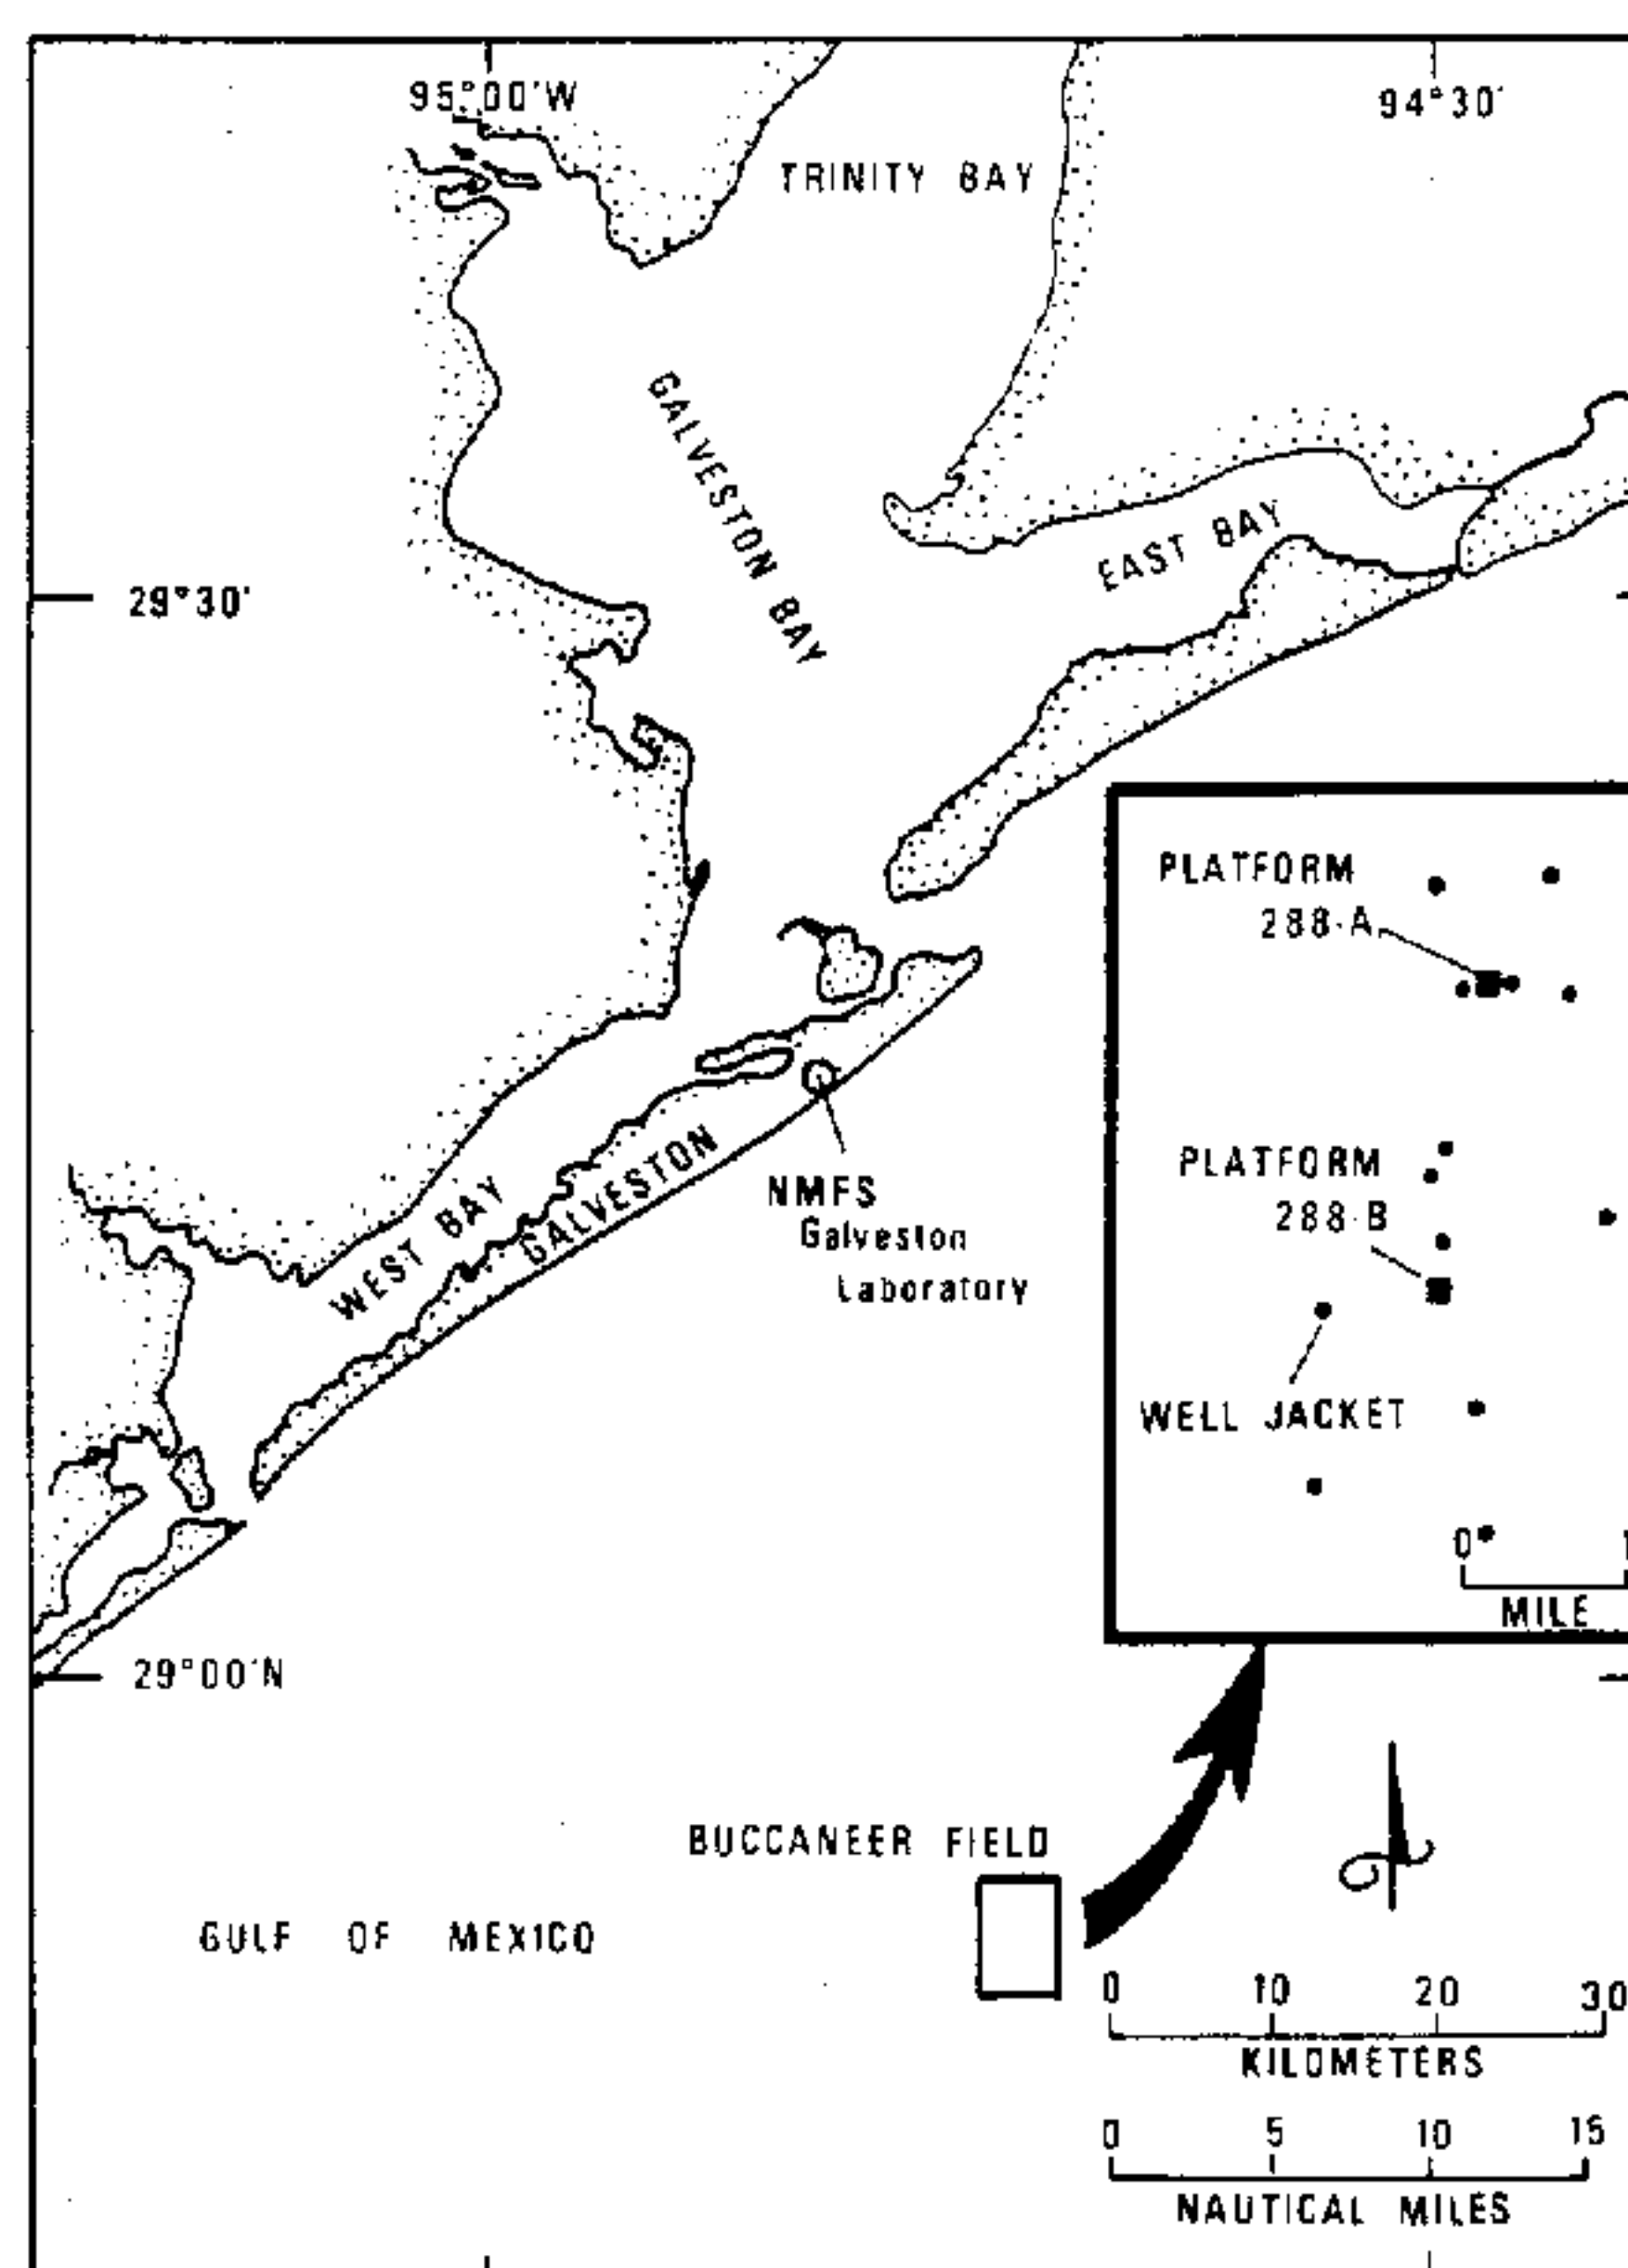 95°00'W
94°30'
TRINITY BAY
GALVESTON BAY
EAST BAY
29°30'
PLATFORM
288-A
PLATFORM
288-B
WELL JACKET
0
MILE
NMFS
Galveston
Laboratory
GALVESTON
WEST BAY
29°00'N
BUCCANEER FIELD
GULF OF MEXICO
0 10 20 30
KILOMETERS
0 5 10 15
NAUTICAL MILES